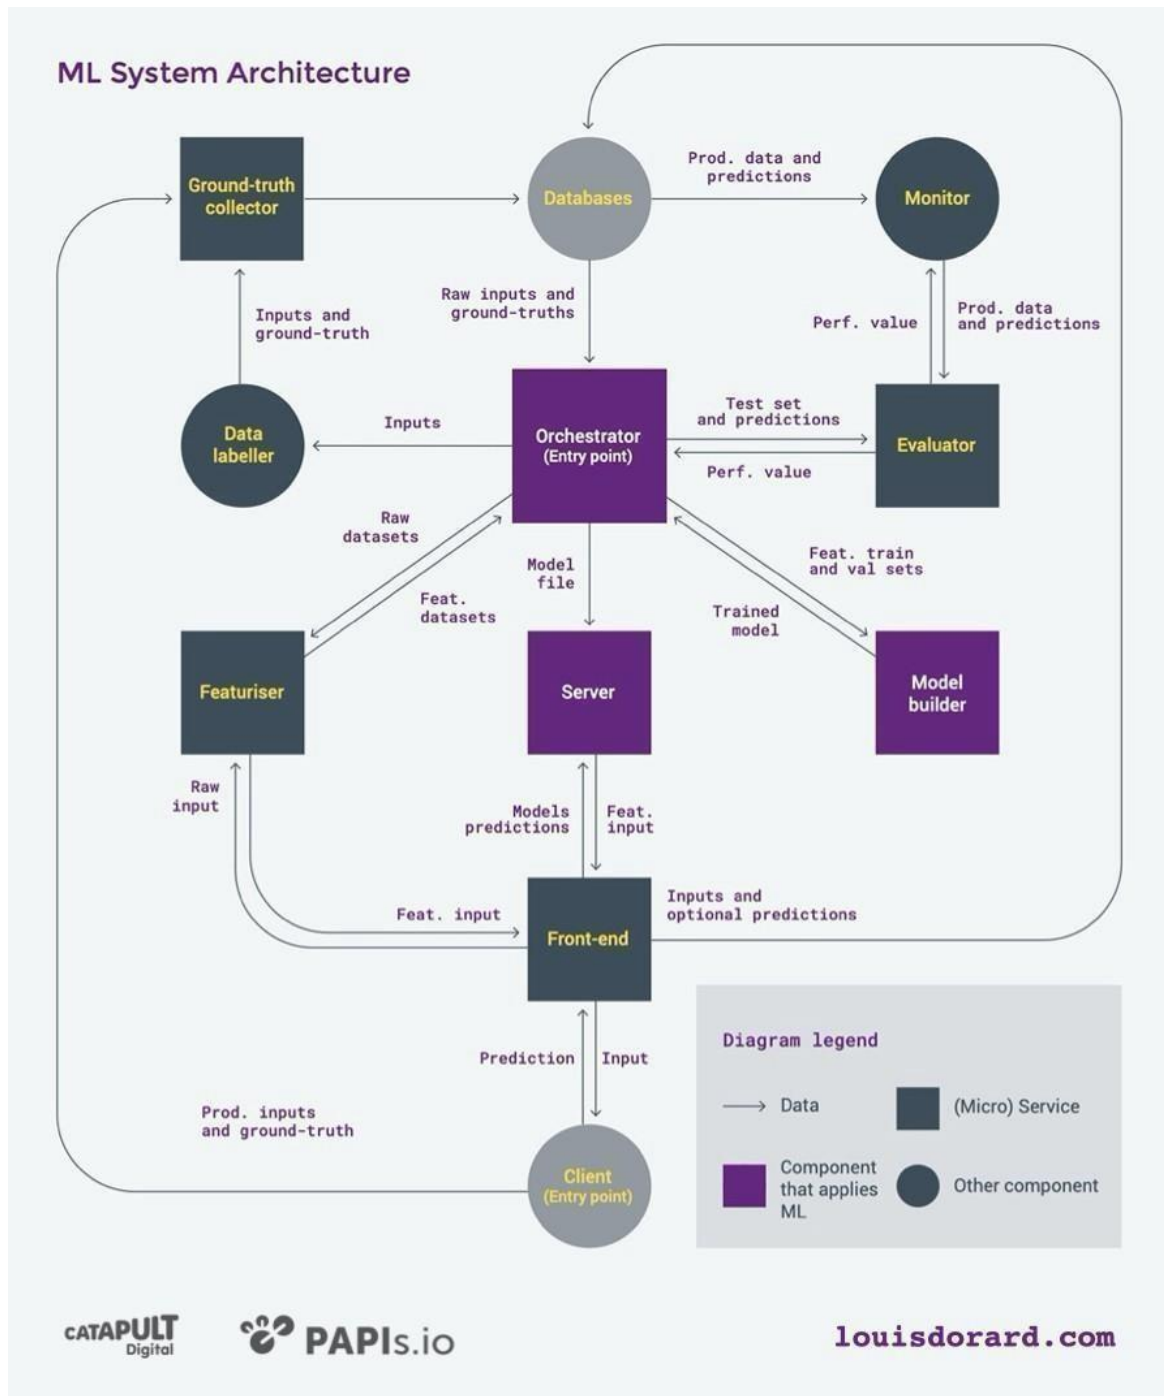 ML System Architecture
Ground-truth
collector
Databases
Prod. data and
predictions
Monitor
Raw inputs and
ground-truths
Inputs and
ground-truth
Perf. value
Prod. data
and predictions
Data
labeller
Inputs
Orchestrator
(Entry point)
Test set
and predictions
Perf. value
Evaluator
Raw
datasets
Feat.
datasets
Model
file
Feat. train
and val sets
Trained
model
Featuriser
Server
Model
builder
Raw
input
Models
predictions
Feat.
input
Feat. input
Front-end
Inputs and
optional predictions
Prediction
Input
Prod. inputs
and ground-truth
Client
(Entry point)
Diagram legend
Data
(Micro) Service
Component
that applies
ML
Other component
CATAPULT
Digital
PAPIs.io
louisdorard.com